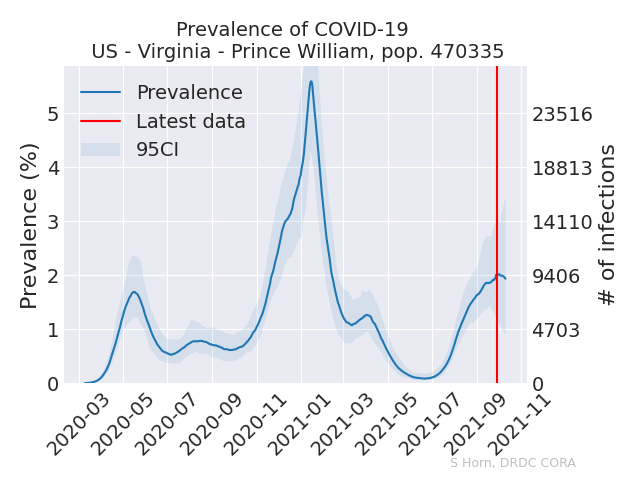 Prevalence of COVID-19
US - Virginia - Prince William, pop. 470335
Prevalence
Latest data
95CI
Prevalence (%)
5
4
3
2
1
0
23516
18813
14110
9406
4703
0
# of infections
2020-03
2020-05
2020-07
2020-09
2020-11
2021-01
2021-03
2021-05
2021-07
2021-09
2021-11
S Horn, DRDC CORA